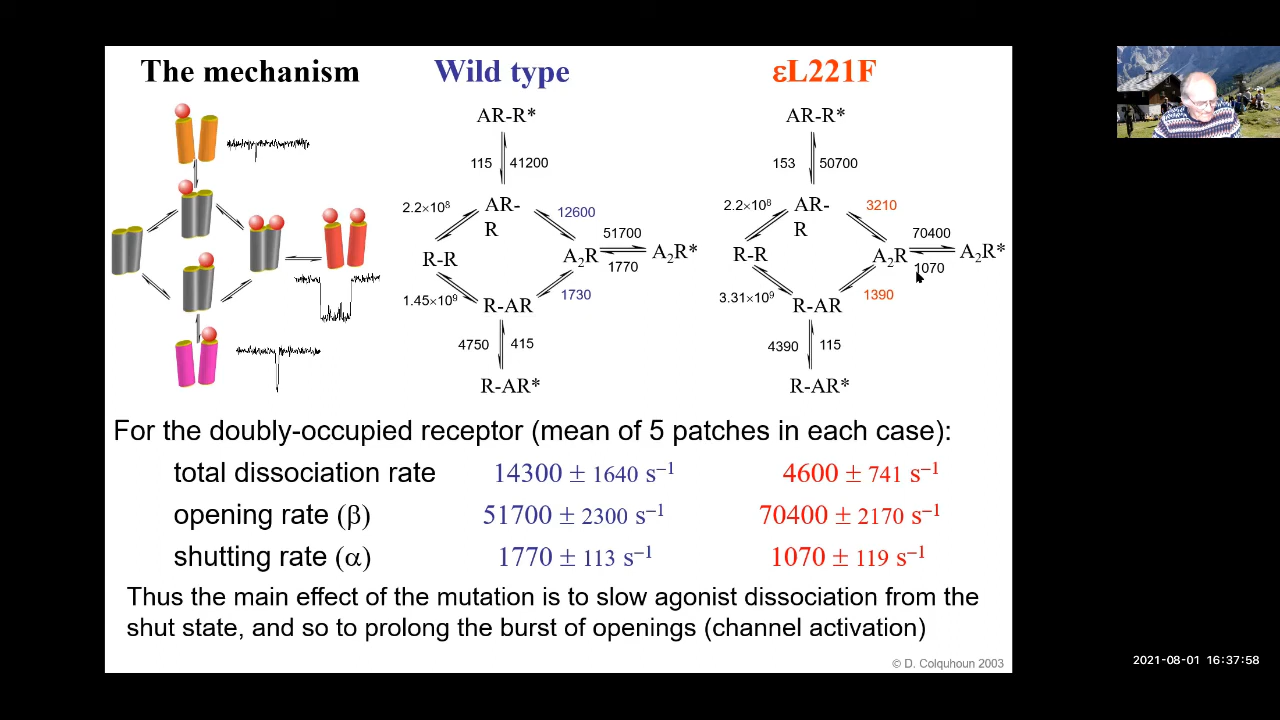 The mechanism
Wild type
εL221F
AR-R*
115
41200
2.2×10⁸
AR-
R
12600
51700
R-R
A₂R
A₂R*
1770
1.45×10⁹
R-AR
1730
4750
415
R-AR*
AR-R*
153
50700
2.2×10⁸
AR-
R
3210
70400
R-R
A₂R
A₂R*
1070
3.31×10⁹
R-AR
1390
4390
115
R-AR*
For the doubly-occupied receptor (mean of 5 patches in each case):
total dissociation rate 14300 ± 1640 s⁻¹ 4600 ± 741 s⁻¹
opening rate (β) 51700 ± 2300 s⁻¹ 70400 ± 2170 s⁻¹
shutting rate (α) 1770 ± 113 s⁻¹ 1070 ± 119 s⁻¹
Thus the main effect of the mutation is to slow agonist dissociation from the
shut state, and so to prolong the burst of openings (channel activation)
© D. Colquhoun 2003
2021-08-01 16:37:58